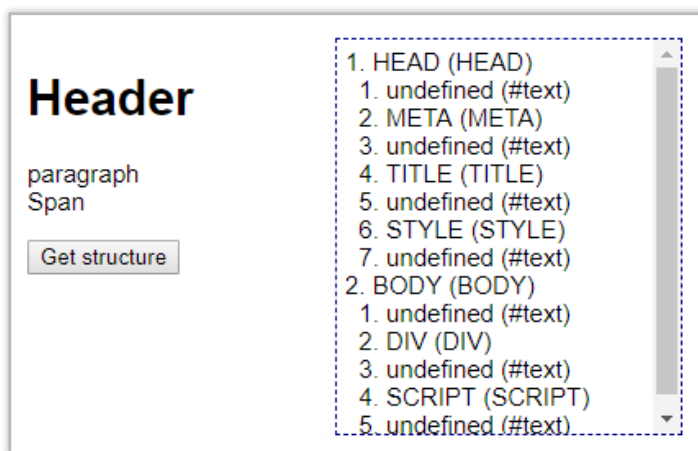 Header
paragraph
Span
Get structure
1. HEAD (HEAD)
1. undefined (#text)
2. META (META)
3. undefined (#text)
4. TITLE (TITLE)
5. undefined (#text)
6. STYLE (STYLE)
7. undefined (#text)
2. BODY (BODY)
1. undefined (#text)
2. DIV (DIV)
3. undefined (#text)
4. SCRIPT (SCRIPT)
5. undefined (#text)